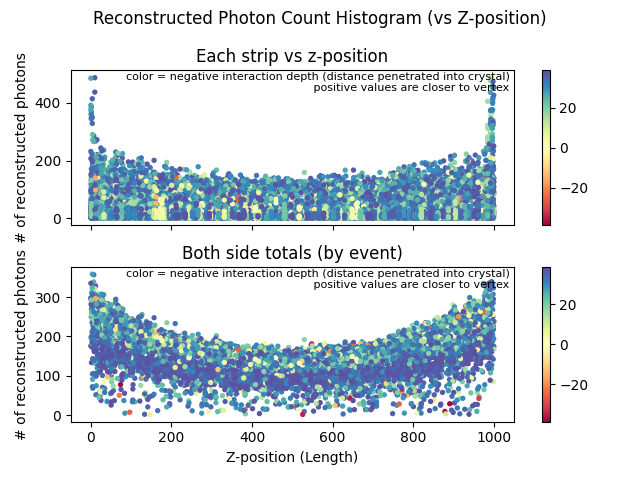 Reconstructed Photon Count Histogram (vs Z-position)
Each strip vs z-position
color = negative interaction depth (distance penetrated into crystal)
positive values are closer to vertex
# of reconstructed photons
400
200
0
20
0
−20
Both side totals (by event)
color = negative interaction depth (distance penetrated into crystal)
positive values are closer to vertex
# of reconstructed photons
300
200
100
0
20
0
−20
0 200 400 600 800 1000
Z-position (Length)